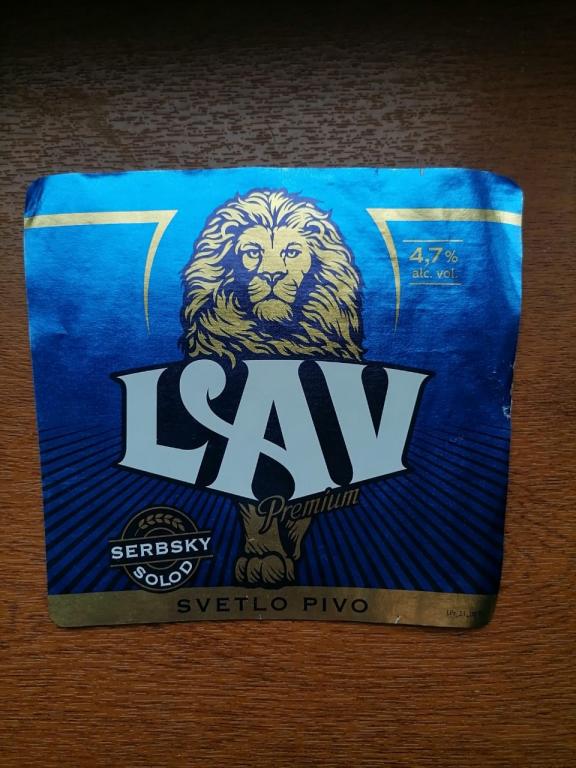 4,7%
alc. vol.
LAV
Premium
SERBSKY
SOLOD
SVETLO PIVO